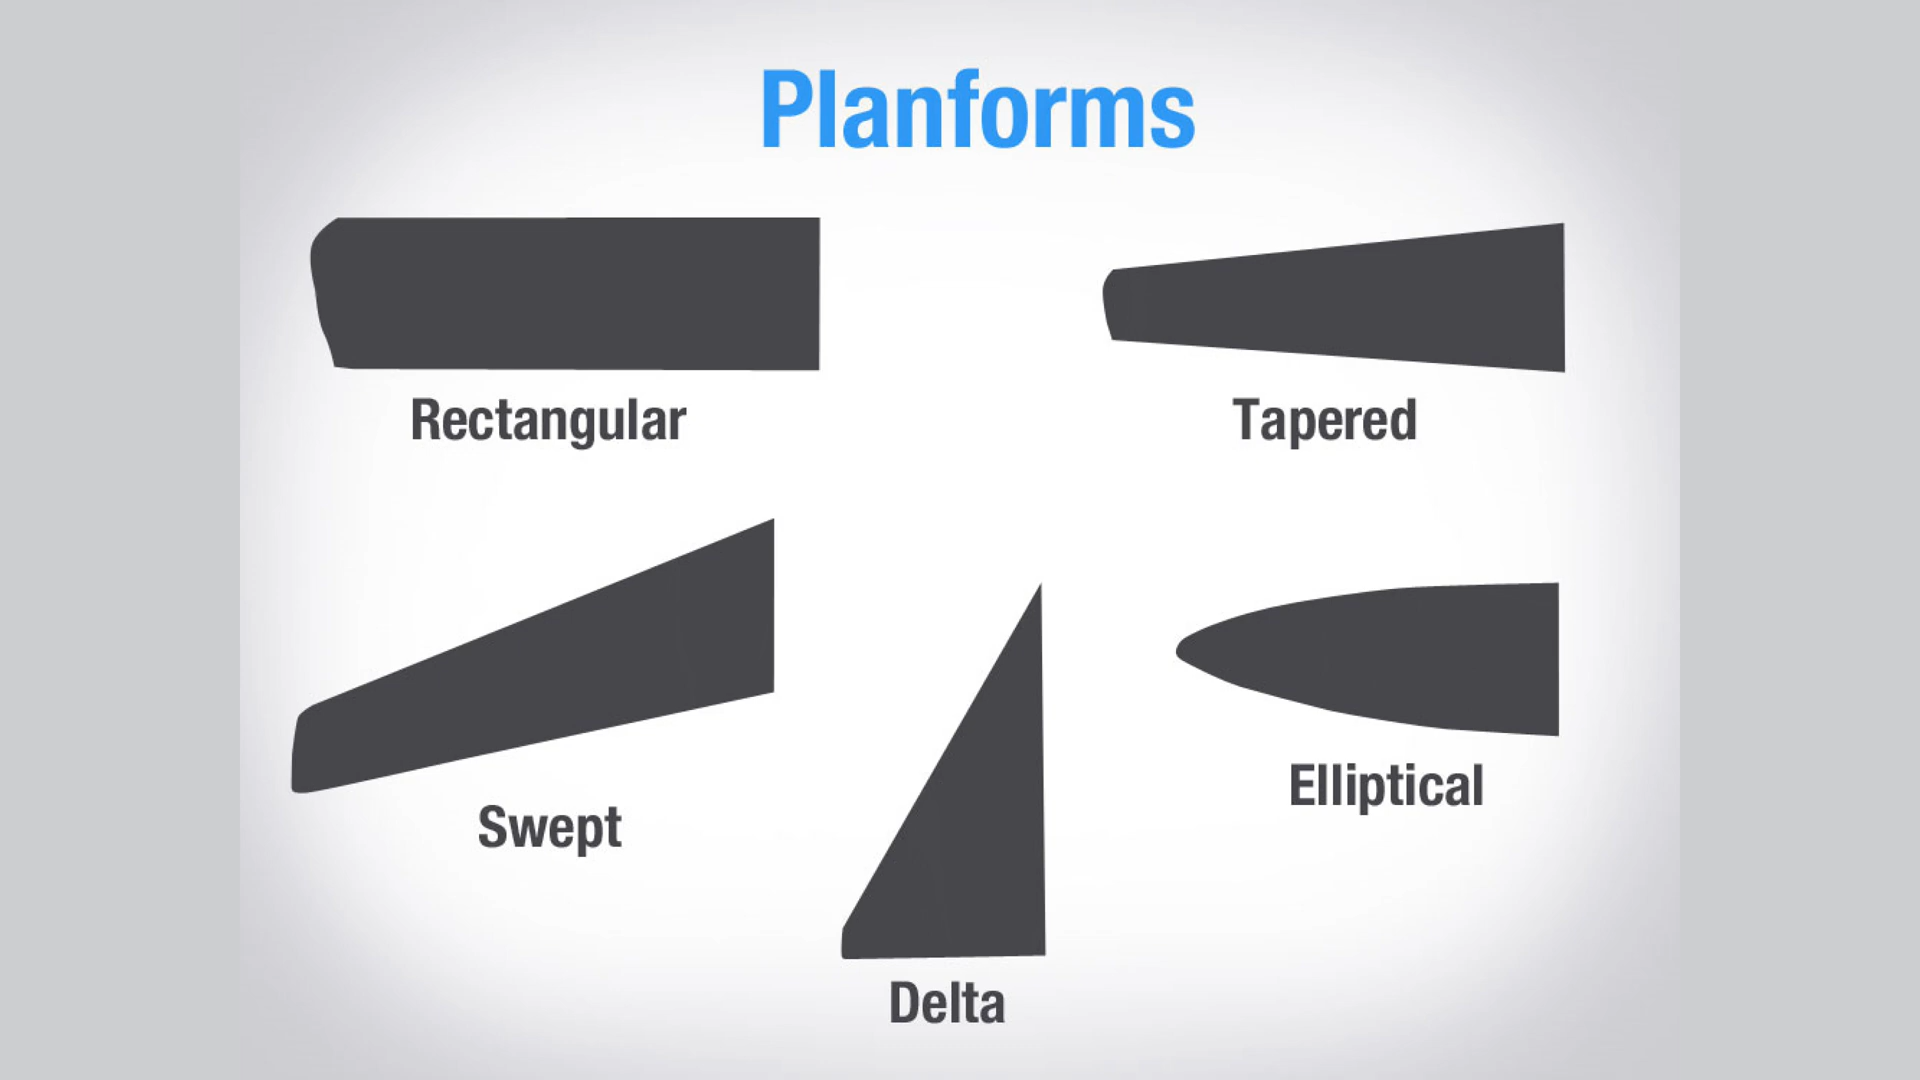 Planforms
Rectangular
Tapered
Swept
Elliptical
Delta